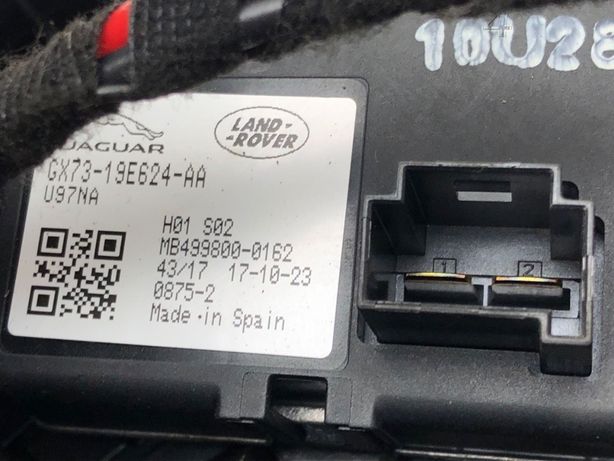 10U28
JAGUAR
LAND-
-ROVER
GX73-19E624-AA
U97NA
H01 S02
MB499800-0162
43/17 17-10-23
0875-2
Made in Spain
1 2